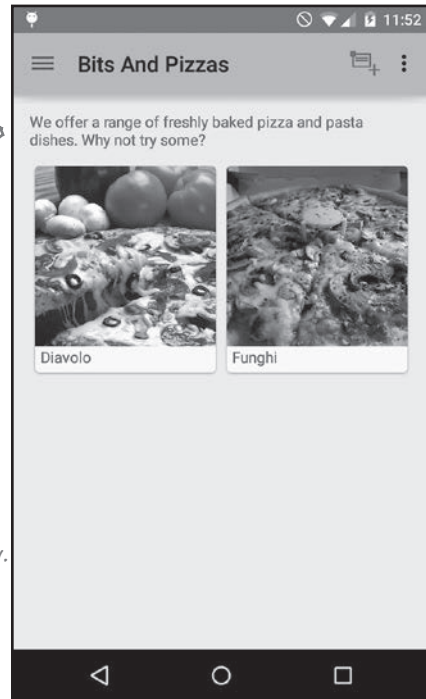 11:52
Bits And Pizzas
We offer a range of freshly baked pizza and pasta
dishes. Why not try some?
Diavolo
Funghi